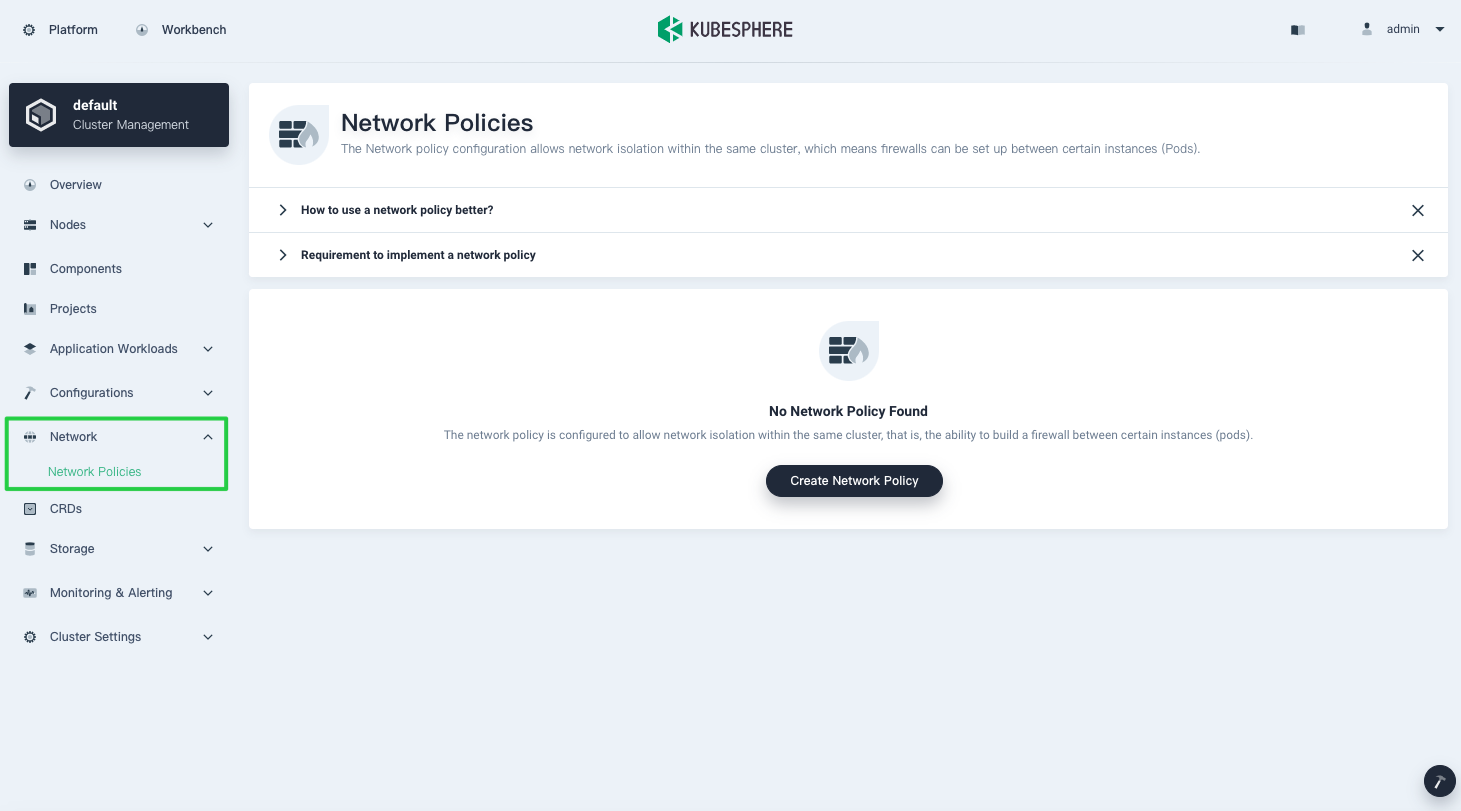 Platform
Workbench
KUBESPHERE
admin
default
Cluster Management
Overview
Nodes
Components
Projects
Application Workloads
Configurations
Network
Network Policies
CRDs
Storage
Monitoring & Alerting
Cluster Settings
Network Policies
The Network policy configuration allows network isolation within the same cluster, which means firewalls can be set up between certain instances (Pods).
How to use a network policy better?
Requirement to implement a network policy
No Network Policy Found
The network policy is configured to allow network isolation within the same cluster, that is, the ability to build a firewall between certain instances (pods).
Create Network Policy